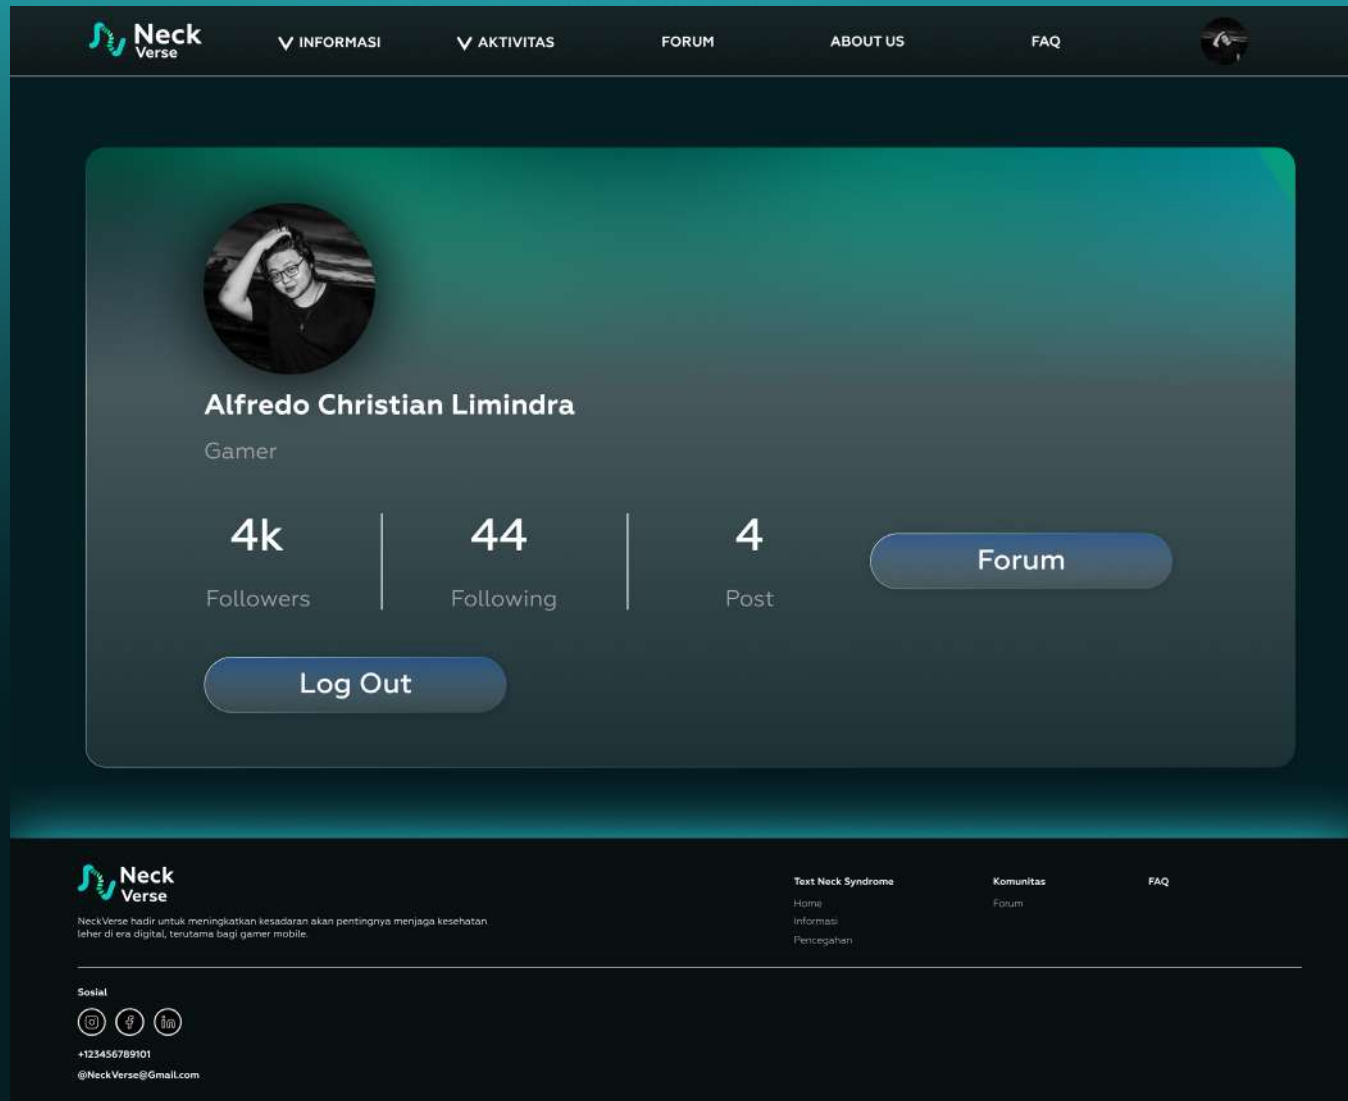 Neck
Verse
INFORMASI
AKTIVITAS
FORUM
ABOUT US
FAQ
Alfredo Christian Limindra
Gamer
4k
Followers
44
Following
4
Post
Forum
Log Out
Neck
Verse
NeckVerse hadir untuk meningkatkan kesadaran akan pentingnya menjaga kesehatan
leher di era digital, terutama bagi gamer mobile.
Text Neck Syndrome
Home
Informasi
Pencegahan
Komunitas
Forum
FAQ
Sosial
+123456789101
@NeckVerse@Gmail.com